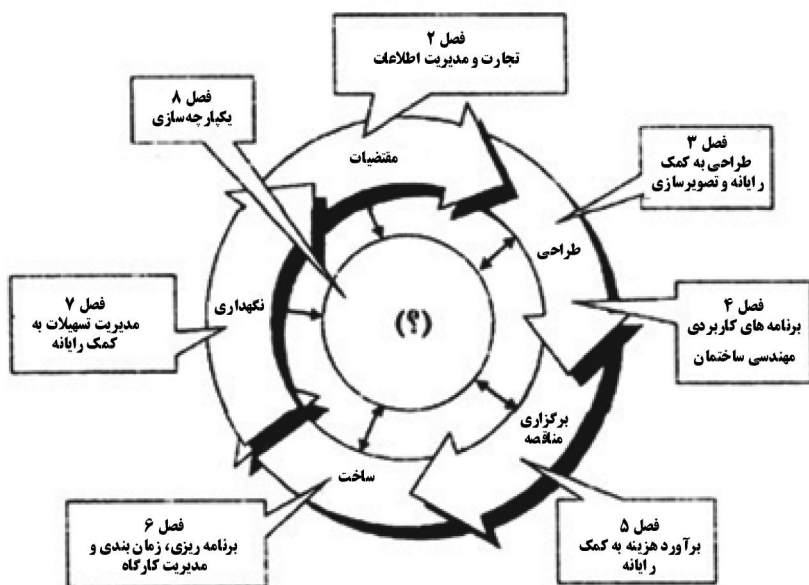 فصل ۲
تجارت و مدیریت اطلاعات
فصل ۸
یکپارچه‌سازی
مقتضیات
فصل ۳
طراحی به کمک
رایانه و تصویرسازی
طراحی
فصل ۷
مدیریت تسهیلات به
کمک رایانه
نگهداری
(؟)
فصل ۴
برنامه های کاربردی
مهندسی ساختمان
برگزاری
مناقصه
ساخت
فصل ۶
برنامه ریزی، زمان بندی و
مدیریت کارگاه
فصل ۵
برآورد هزینه به کمک
رایانه